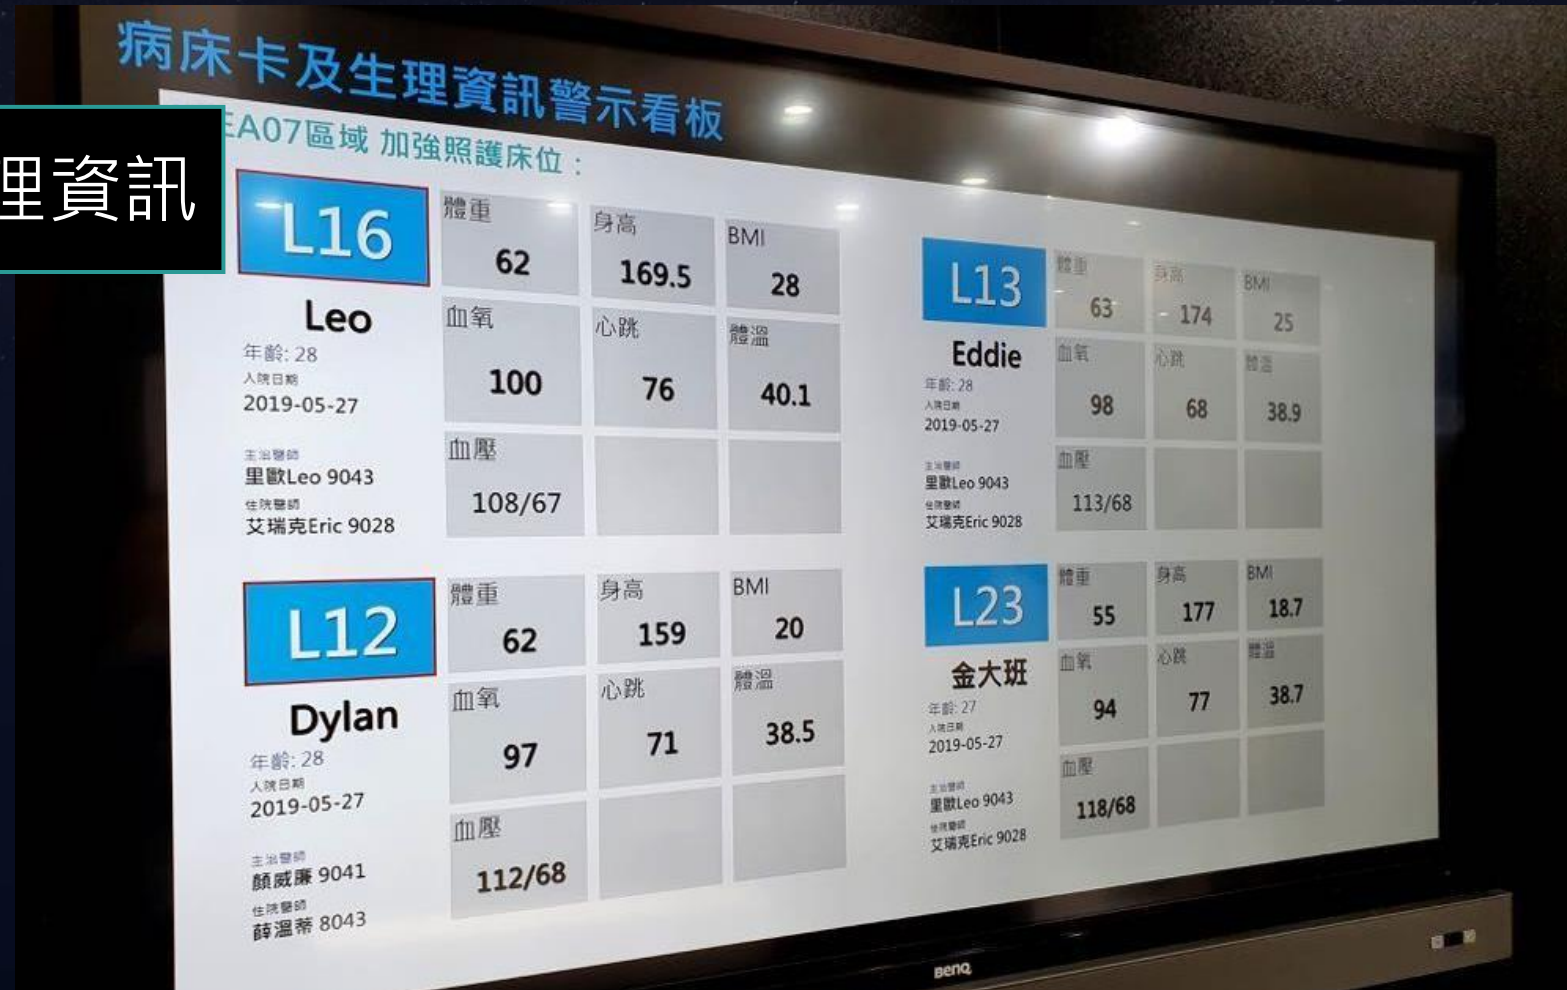 病床卡及生理資訊警示看板
EA07區域 加強照護床位：
理資訊
L16
Leo
年齡: 28
入院日期
2019-05-27
主治醫師
里歐Leo 9043
住院醫師
艾瑞克Eric 9028
體重
62
身高
169.5
BMI
28
血氧
100
心跳
76
體溫
40.1
血壓
108/67
L13
Eddie
年齡: 28
入院日期
2019-05-27
主治醫師
里歐Leo 9043
住院醫師
艾瑞克Eric 9028
體重
63
身高
174
BMI
25
血氧
98
心跳
68
體溫
38.9
血壓
113/68
L12
Dylan
年齡: 28
入院日期
2019-05-27
主治醫師
顏威廉 9041
住院醫師
薛溫蒂 8043
體重
62
身高
159
BMI
20
血氧
97
心跳
71
體溫
38.5
血壓
112/68
L23
金大班
年齡: 27
入院日期
2019-05-27
主治醫師
里歐Leo 9043
住院醫師
艾瑞克Eric 9028
體重
55
身高
177
BMI
18.7
血氧
94
心跳
77
體溫
38.7
血壓
118/68
BenQ